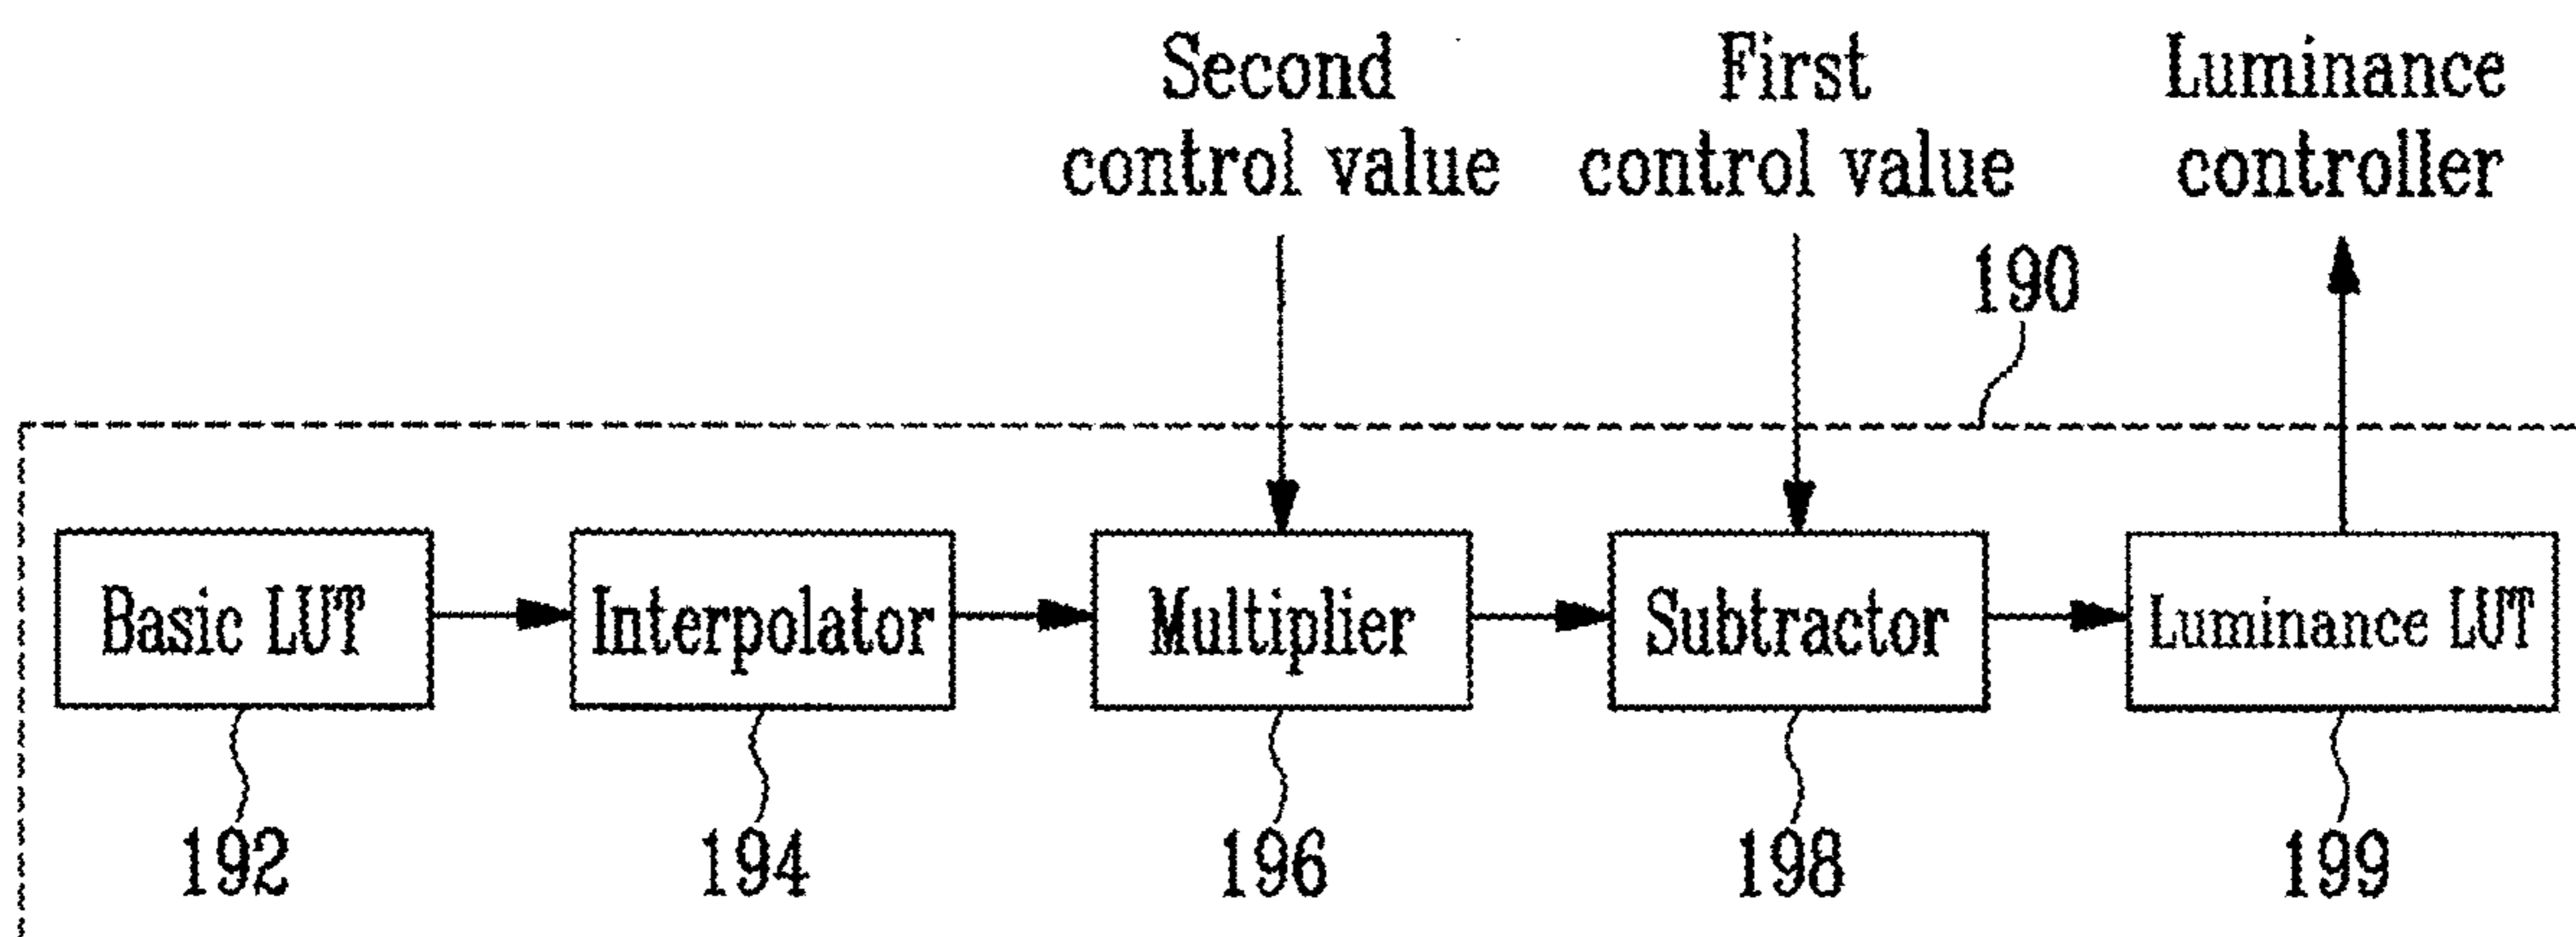 Second
control value
First
control value
Luminance
controller
190
Basic LUT
Interpolator
Multiplier
Subtractor
Luminance LUT
192
194
196
198
199